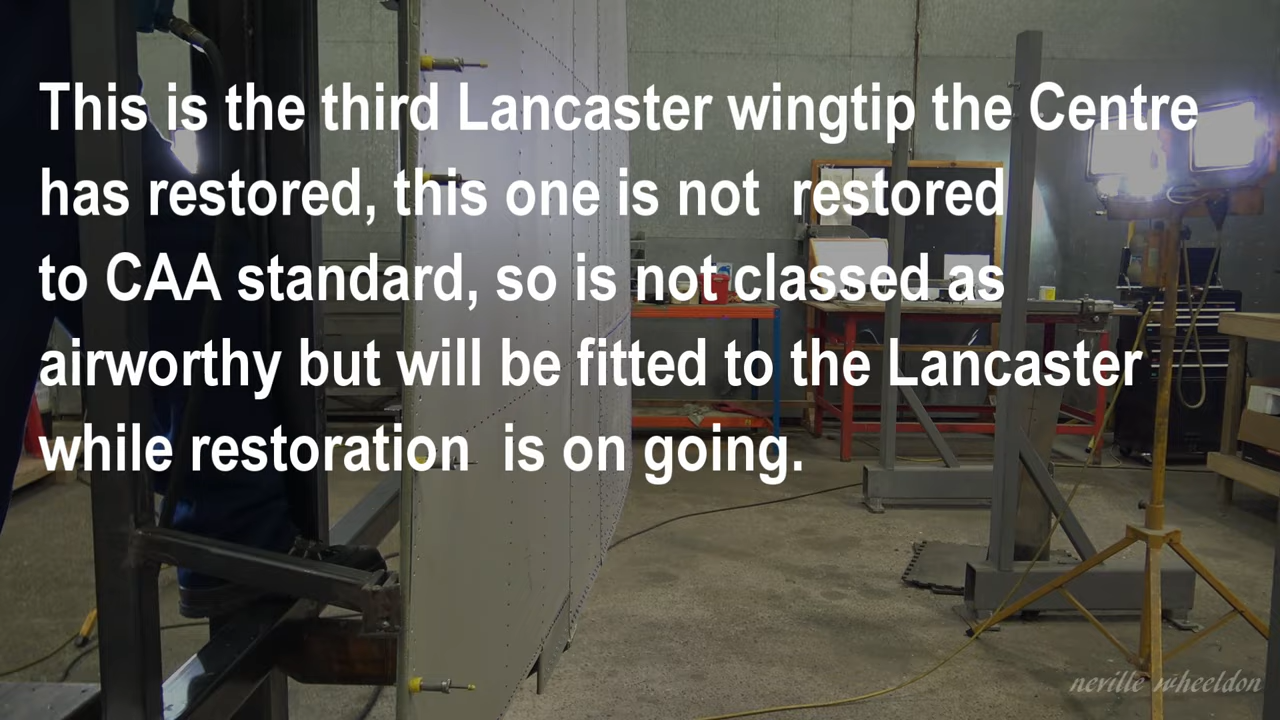 This is the third Lancaster wingtip the Centre
has restored, this one is not  restored
to CAA standard, so is not classed as
airworthy but will be fitted to the Lancaster
while restoration  is on going.
neville wheeldon